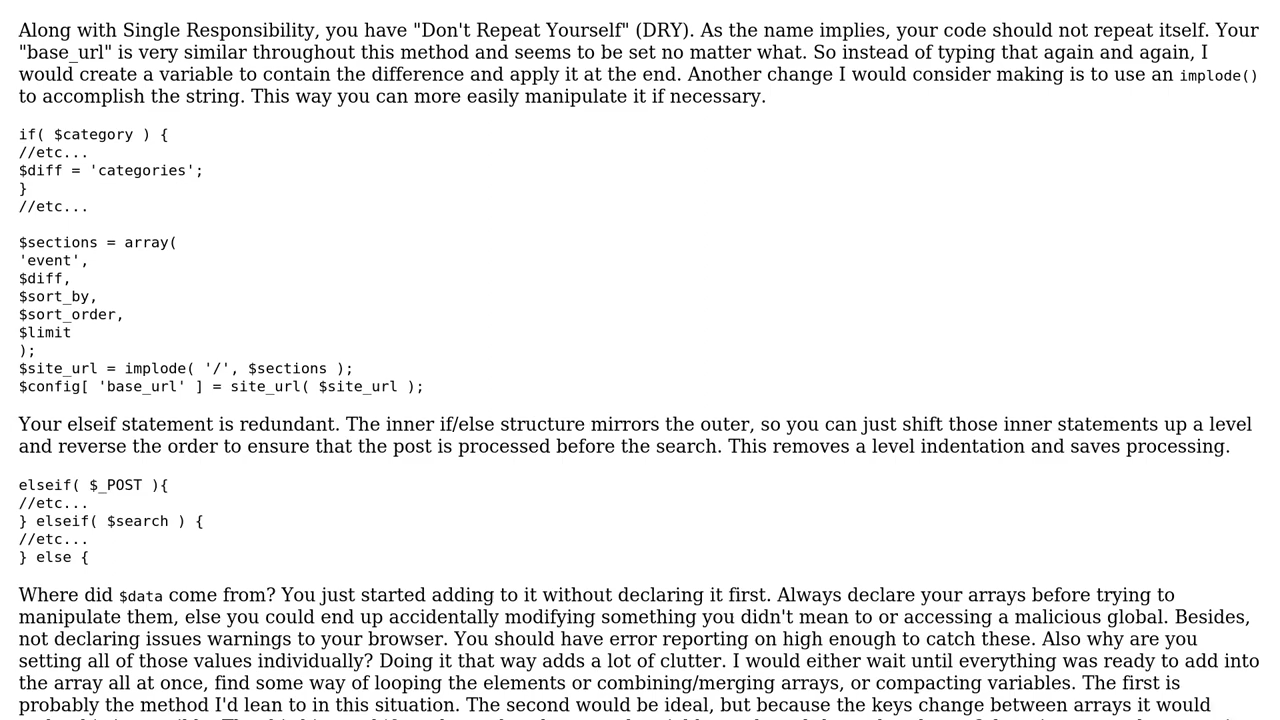 Along with Single Responsibility, you have "Don't Repeat Yourself" (DRY). As the name implies, your code should not repeat itself. Your
"base_url" is very similar throughout this method and seems to be set no matter what. So instead of typing that again and again, I
would create a variable to contain the difference and apply it at the end. Another change I would consider making is to use an implode()
to accomplish the string. This way you can more easily manipulate it if necessary.
if( $category ) {
//etc...
$diff = 'categories';
}
//etc...
$sections = array(
'event',
$diff,
$sort_by,
$sort_order,
$limit
);
$site_url = implode( '/', $sections );
$config[ 'base_url' ] = site_url( $site_url );
Your elseif statement is redundant. The inner if/else structure mirrors the outer, so you can just shift those inner statements up a level
and reverse the order to ensure that the post is processed before the search. This removes a level indentation and saves processing.
elseif( $_POST ){
//etc...
} elseif( $search ) {
//etc...
} else {
Where did $data come from? You just started adding to it without declaring it first. Always declare your arrays before trying to
manipulate them, else you could end up accidentally modifying something you didn't mean to or accessing a malicious global. Besides,
not declaring issues warnings to your browser. You should have error reporting on high enough to catch these. Also why are you
setting all of those values individually? Doing it that way adds a lot of clutter. I would either wait until everything was ready to add into
the array all at once, find some way of looping the elements or combining/merging arrays, or compacting variables. The first is
probably the method I'd lean to in this situation. The second would be ideal, but because the keys change between arrays it would